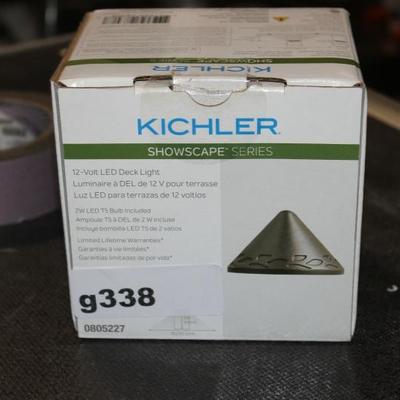 KICHLER
SHOWSCAPE SERIES
KICHLER.
SHOWSCAPE™ SERIES
12-Volt LED Deck Light
Luminaire à DEL de 12 V pour terrasse
Luz LED para terrazas de 12 voltios
2W LED T5 Bulb Included
Ampoule T5 à DEL de 2 W incluse
Incluye bombilla LED T5 de 2 vatios
Limited Lifetime Warranties*
Garanties à vie limitées*
Garantías limitadas de por vida*
g338
0805227